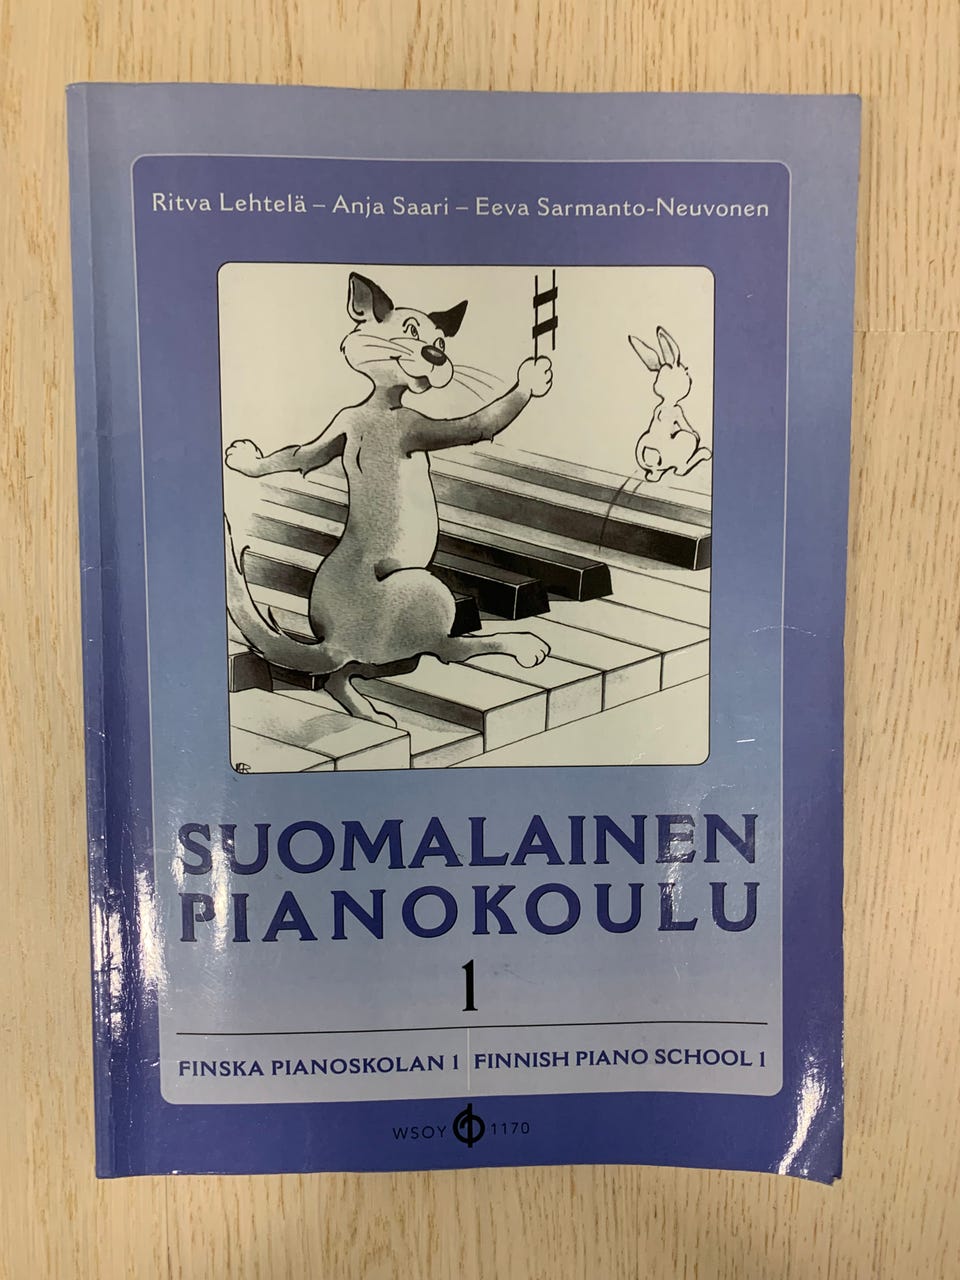 Ritva Lehtelä – Anja Saari – Eeva Sarmanto-Neuvonen
SUOMALAINEN
PIANOKOULU
1
FINSKA PIANOSKOLAN 1
FINNISH PIANO SCHOOL 1
WSOY 1170